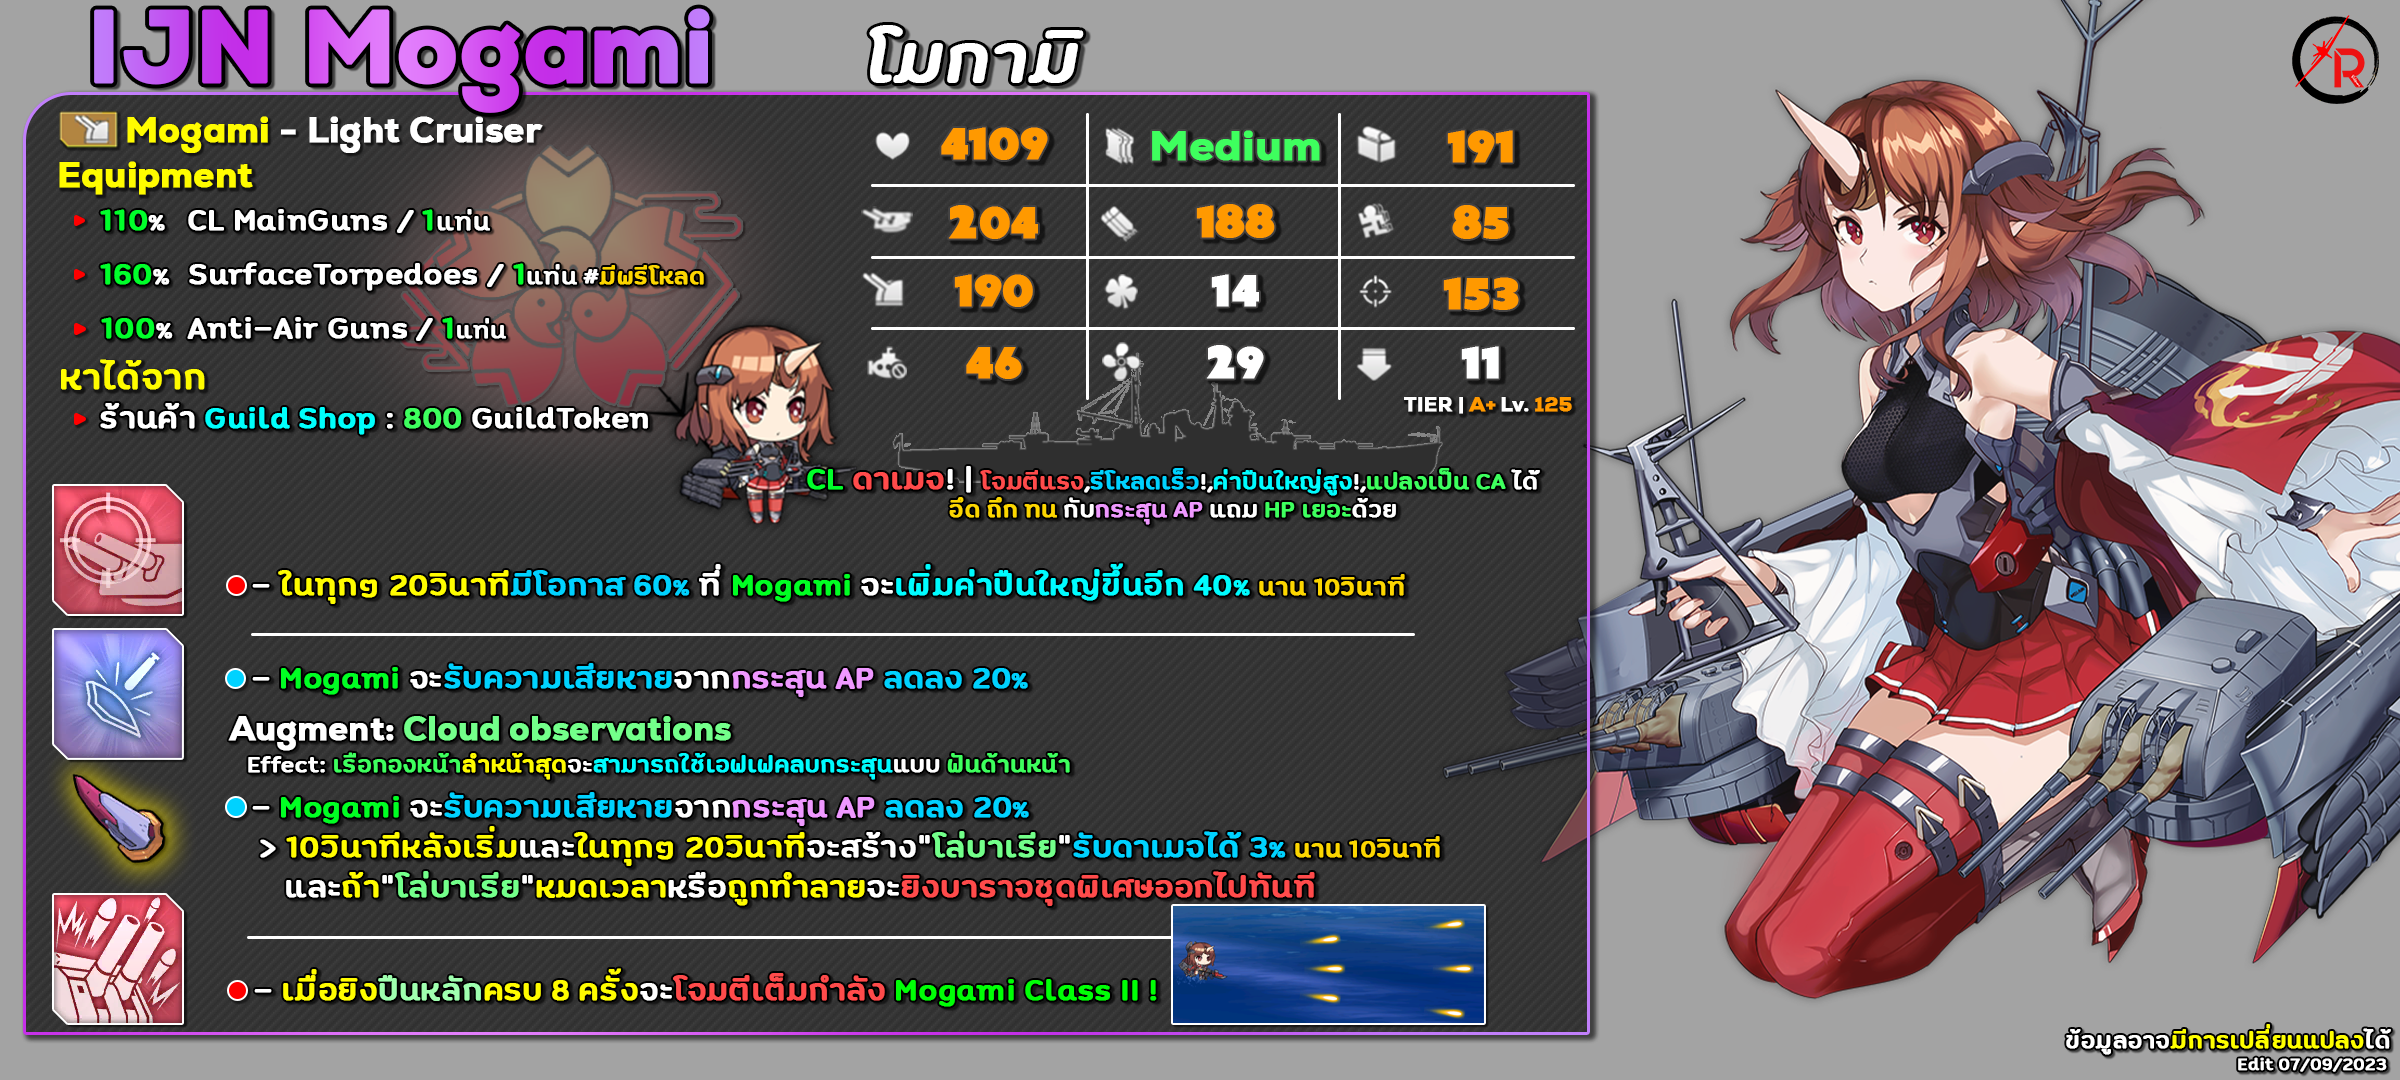 IJN Mogami
โมกามิ
R
Mogami - Light Cruiser
Equipment
110% CL MainGuns / 1แท่น
160% SurfaceTorpedoes / 1แท่น #มีพรีโหลด
100% Anti-Air Guns / 1แท่น
หาได้จาก
ร้านค้า Guild Shop : 800 GuildToken
4109 Medium 191
204 188 85
190 14 153
46 29 11
TIER | A+ Lv. 125
CL ดาเมจ! | โจมตีแรง,รีโหลดเร็ว!,ค่าปืนใหญ่สูง!,แปลงเป็น CA ได้
อึด ถึก ทน กับกระสุน AP แถม HP เยอะด้วย
- ในทุกๆ 20วินาทีมีโอกาส 60% ที่ Mogami จะเพิ่มค่าปืนใหญ่ขึ้นอีก 40% นาน 10วินาที
- Mogami จะรับความเสียหายจากกระสุน AP ลดลง 20%
Augment: Cloud observations
Effect: เรือกองหน้าลำหน้าสุดจะสามารถใช้เอฟเฟคลบกระสุนแบบ ฟันด้านหน้า
- Mogami จะรับความเสียหายจากกระสุน AP ลดลง 20%
> 10วินาทีหลังเริ่มและในทุกๆ 20วินาทีจะสร้าง"โล่บาเรีย"รับดาเมจได้ 3% นาน 10วินาที
และถ้า"โล่บาเรีย"หมดเวลาหรือถูกทำลายจะยิงบาราจชุดพิเศษออกไปทันที
- เมื่อยิงปืนหลักครบ 8 ครั้งจะโจมตีเต็มกำลัง Mogami Class II !
ข้อมูลอาจมีการเปลี่ยนแปลงได้
Edit 07/09/2023